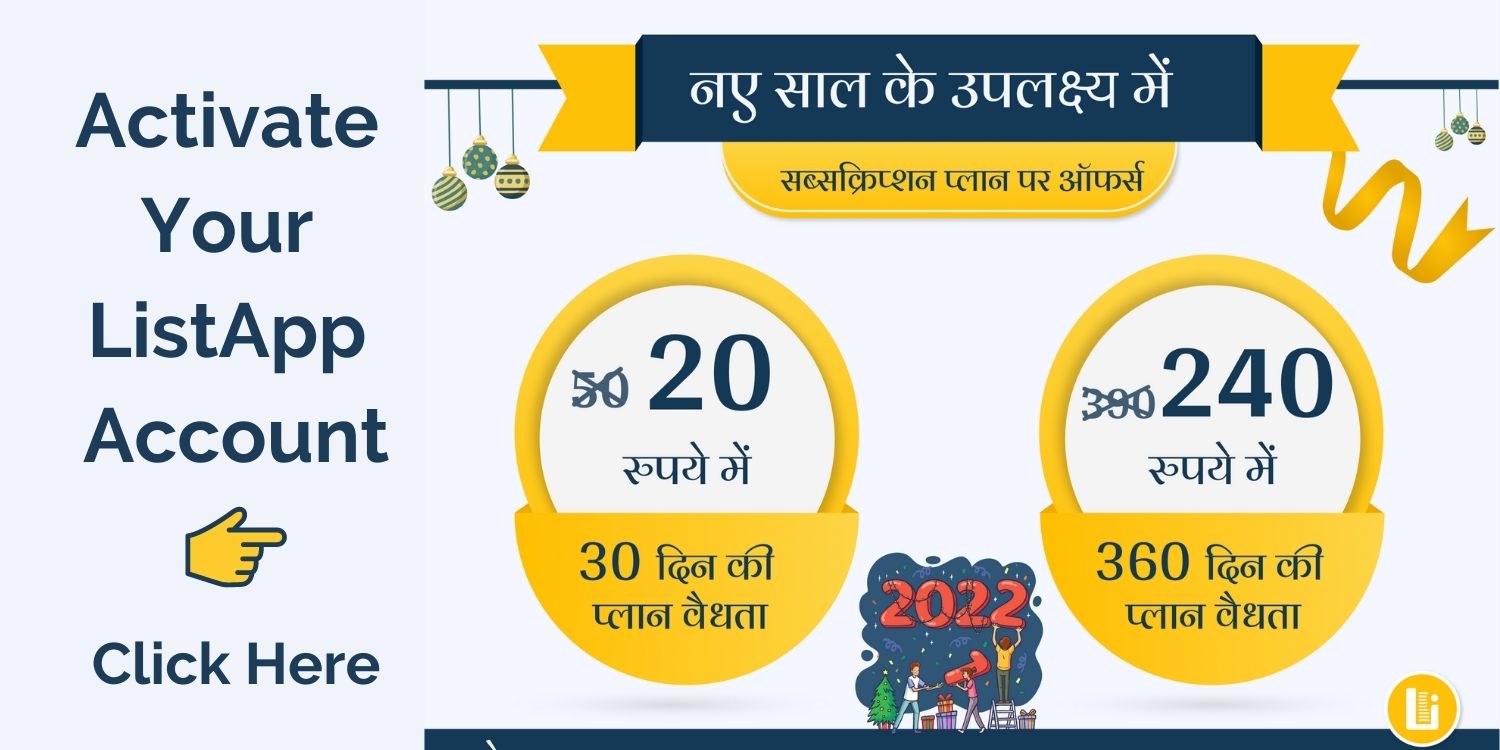 Activate
Your
ListApp
Account
Click Here
नए साल के उपलक्ष्य में
सब्सक्रिप्शन प्लान पर ऑफर्स
50 20
रुपये में
30 दिन की
प्लान वैधता
390 240
रुपये में
360 दिन की
प्लान वैधता
2022